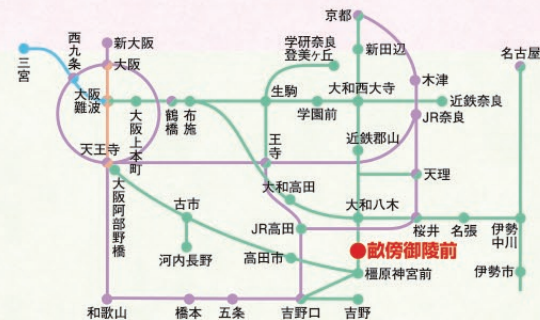 京都
新大阪
大阪
西九条
三宮
学研奈良
登美ヶ丘
新田辺
名古屋
木津
大阪
難波
大阪上本町
鶴橋
布施
生駒
学園前
大和西大寺
近鉄奈良
JR奈良
近鉄郡山
天王寺
王寺
天理
大阪阿部野橋
古市
大和高田
大和八木
河内長野
JR高田
桜井
名張
伊勢
中川
高田市
畝傍御陵前
橿原神宮前
伊勢市
和歌山
橋本
五条
吉野口
吉野